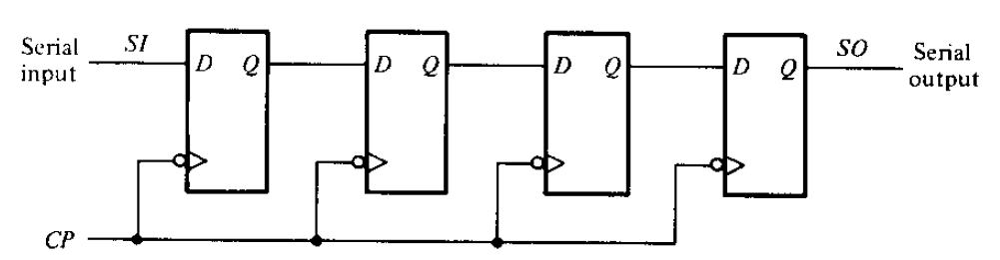 Serial
input
SI
D Q
D Q
D Q
D Q
SO
Serial
output
CP